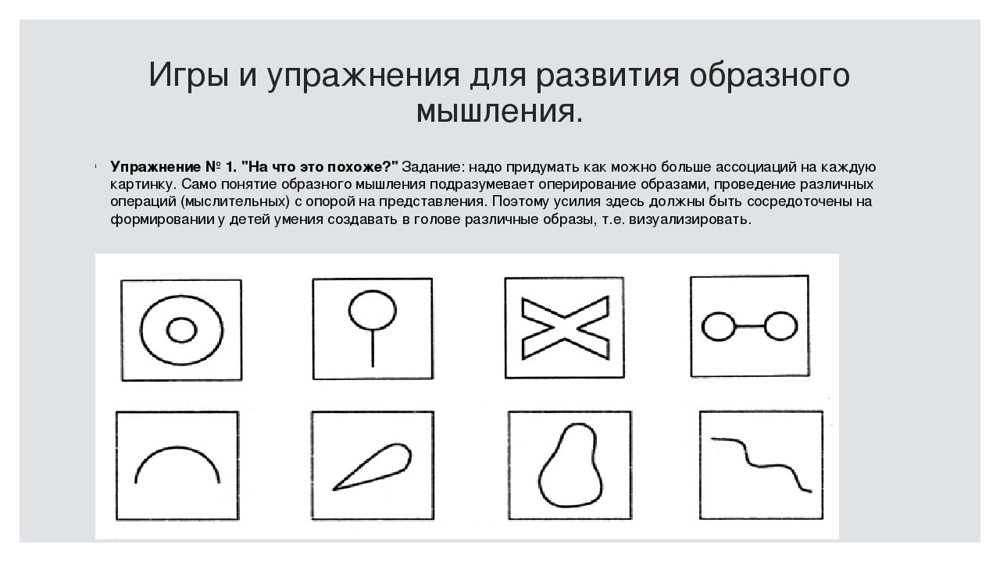 Игры и упражнения для развития образного
мышления.
Упражнение № 1. "На что это похоже?" Задание: надо придумать как можно больше ассоциаций на каждую
картинку. Само понятие образного мышления подразумевает оперирование образами, проведение различных
операций (мыслительных) с опорой на представления. Поэтому усилия здесь должны быть сосредоточены на
формировании у детей умения создавать в голове различные образы, т.е. визуализировать.